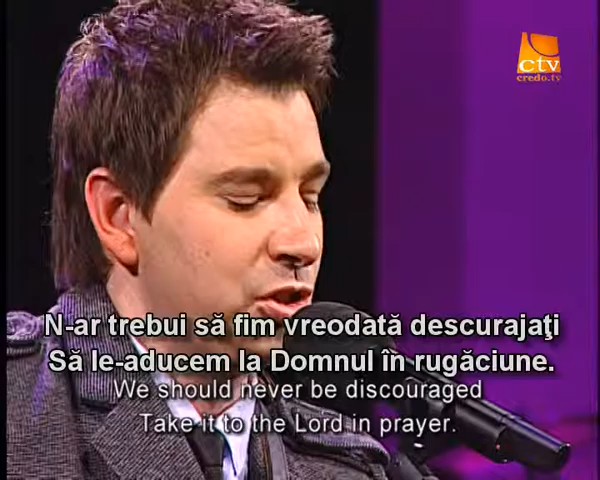 ctv
credo.tv
N-ar trebui să fim vreodată descurajaţi
Să le-aducem la Domnul în rugăciune.
We should never be discouraged
Take it to the Lord in prayer.